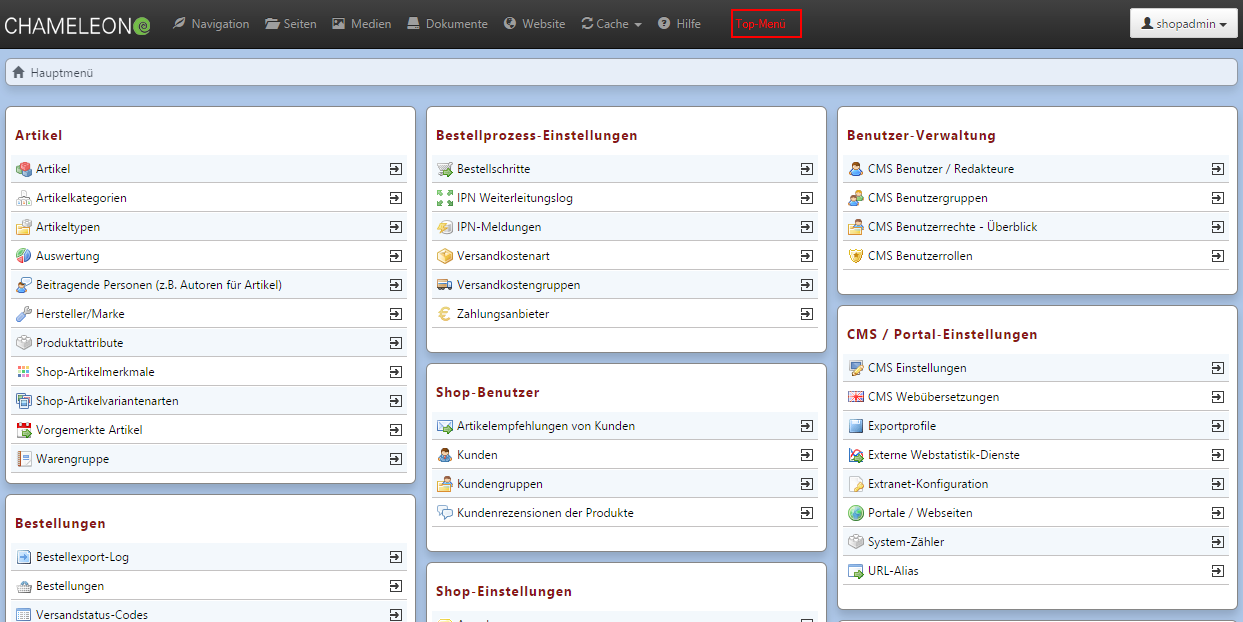 CHAMELEON Navigation Seiten Medien Dokumente Website Cache Hilfe Top-Menü shopadmin
Hauptmenü
Artikel
Artikel
Artikelkategorien
Artikeltypen
Auswertung
Beitragende Personen (z.B. Autoren für Artikel)
Hersteller/Marke
Produktattribute
Shop-Artikelmerkmale
Shop-Artikelvariantenarten
Vorgemerkte Artikel
Warengruppe
Bestellungen
Bestellexport-Log
Bestellungen
Versandstatus-Codes
Bestellprozess-Einstellungen
Bestellschritte
IPN Weiterleitungslog
IPN-Meldungen
Versandkostenart
Versandkostengruppen
Zahlungsanbieter
Shop-Benutzer
Artikelempfehlungen von Kunden
Kunden
Kundengruppen
Kundenrezensionen der Produkte
Shop-Einstellungen
Benutzer-Verwaltung
CMS Benutzer / Redakteure
CMS Benutzergruppen
CMS Benutzerrechte - Überblick
CMS Benutzerrollen
CMS / Portal-Einstellungen
CMS Einstellungen
CMS Webübersetzungen
Exportprofile
Externe Webstatistik-Dienste
Extranet-Konfiguration
Portale / Webseiten
System-Zähler
URL-Alias